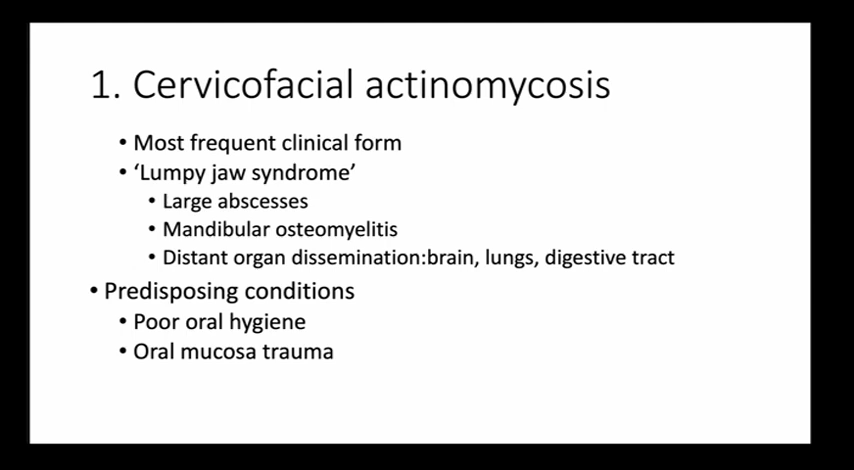 1. Cervicofacial actinomycosis
• Most frequent clinical form
• ‘Lumpy jaw syndrome’
• Large abscesses
• Mandibular osteomyelitis
• Distant organ dissemination:brain, lungs, digestive tract
• Predisposing conditions
• Poor oral hygiene
• Oral mucosa trauma